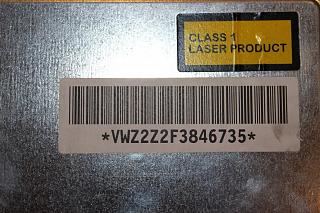 CLASS 1
LASER PRODUCT
*VWZ2Z2F3846735*